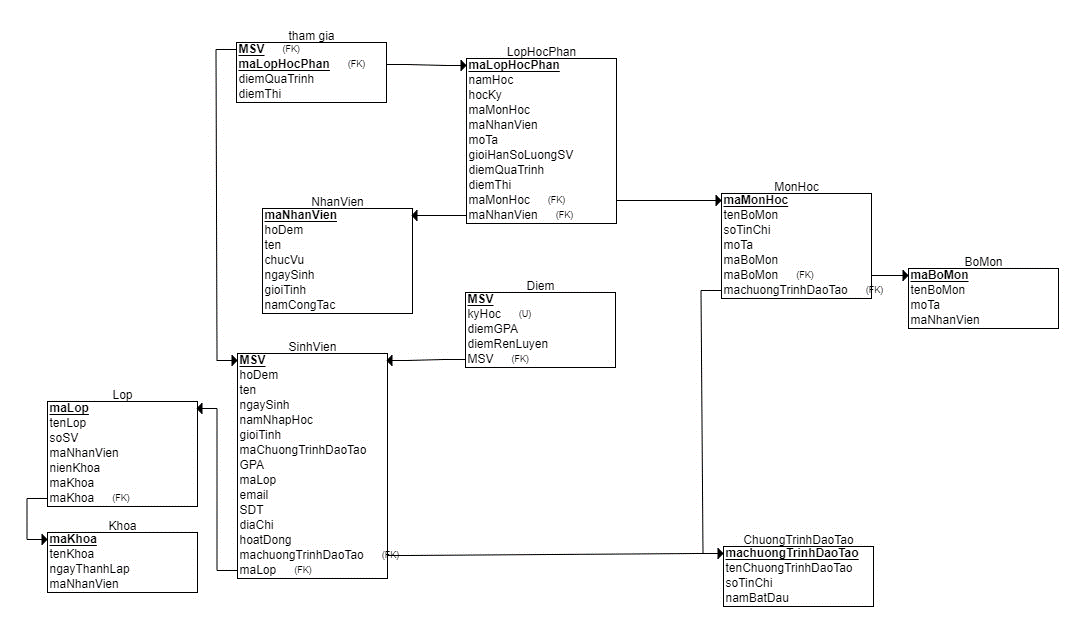 tham gia
MSV (FK)
maLopHocPhan (FK)
diemQuaTrinh
diemThi
LopHocPhan
maLopHocPhan
namHoc
hocKy
maMonHoc
maNhanVien
moTa
gioiHanSoLuongSV
diemQuaTrinh
diemThi
maMonHoc (FK)
maNhanVien (FK)
NhanVien
maNhanVien
hoDem
ten
chucVu
ngaySinh
gioiTinh
namCongTac
MonHoc
maMonHoc
tenBoMon
soTinChi
moTa
maBoMon
maBoMon (FK)
machuongTrinhDaoTao (FK)
BoMon
maBoMon
tenBoMon
moTa
maNhanVien
Diem
MSV
kyHoc (U)
diemGPA
diemRenLuyen
MSV (FK)
SinhVien
MSV
hoDem
ten
ngaySinh
namNhapHoc
gioiTinh
maChuongTrinhDaoTao
GPA
maLop
email
SDT
diaChi
hoatDong
machuongTrinhDaoTao (FK)
maLop (FK)
Lop
maLop
tenLop
soSV
maNhanVien
nienKhoa
maKhoa
maKhoa (FK)
Khoa
maKhoa
tenKhoa
ngayThanhLap
maNhanVien
ChuongTrinhDaoTao
machuongTrinhDaoTao
tenChuongTrinhDaoTao
soTinChi
namBatDau